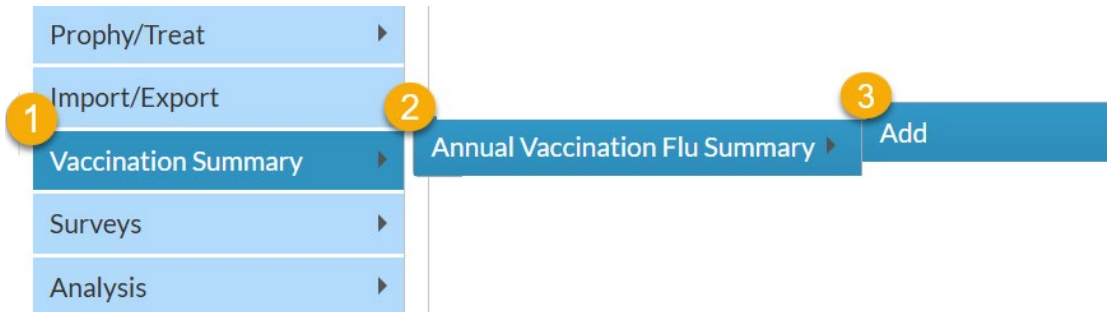 Prophy/Treat
Import/Export
1
Vaccination Summary
2
Annual Vaccination Flu Summary
3
Add
Surveys
Analysis